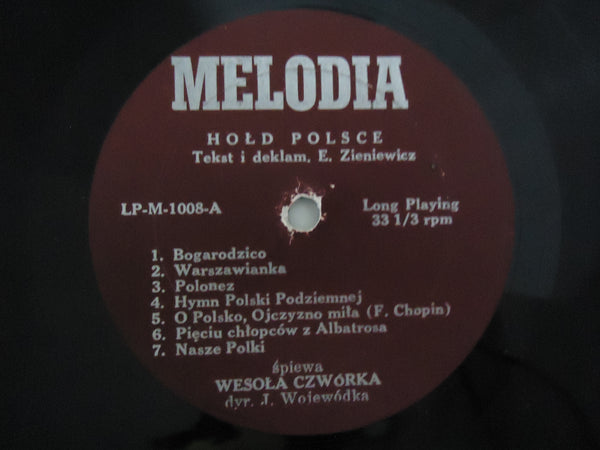 MELODIA
HOŁD POLSCE
Tekst i deklam. E. Zieniewicz
LP-M-1008-A
Long Playing
33 1/3 rpm
1. Bogarodzico
2. Warszawianka
3. Polonez
4. Hymn Polski Podziemnej
5. O Polsko, Ojczyzno miła (F. Chopin)
6. Pięciu chłopców z Albatrosa
7. Nasze Polki
śpiewa
WESOŁA CZWÓRKA
dyr. J. Wojewódka